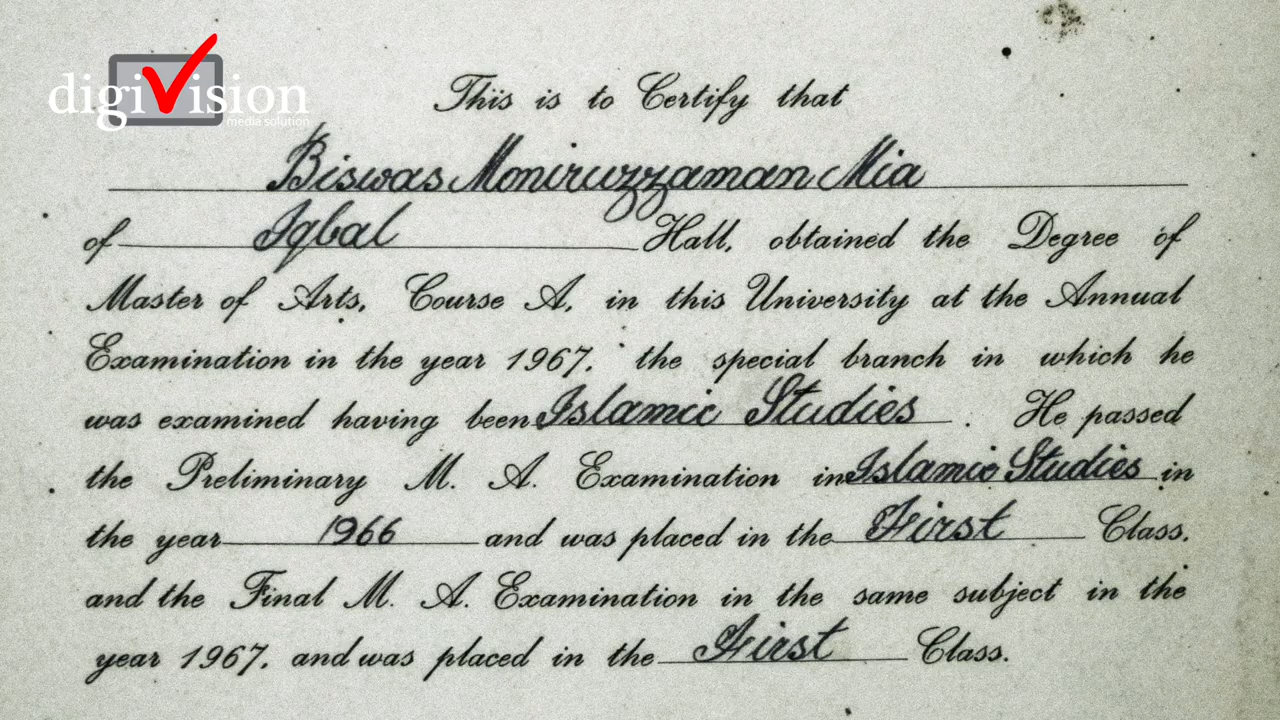 digivision
media solution
This is to Certify that
Biswas Moniruzzaman Mia
of Iqbal Hall, obtained the Degree of
Master of Arts, Course A, in this University at the Annual
Examination in the year 1967, the special branch in which he
was examined having been Islamic Studies . He passed
the Preliminary M. A. Examination in Islamic Studies in
the year 1966 and was placed in the First Class,
and the Final M. A. Examination in the same subject in the
year 1967, and was placed in the First Class.